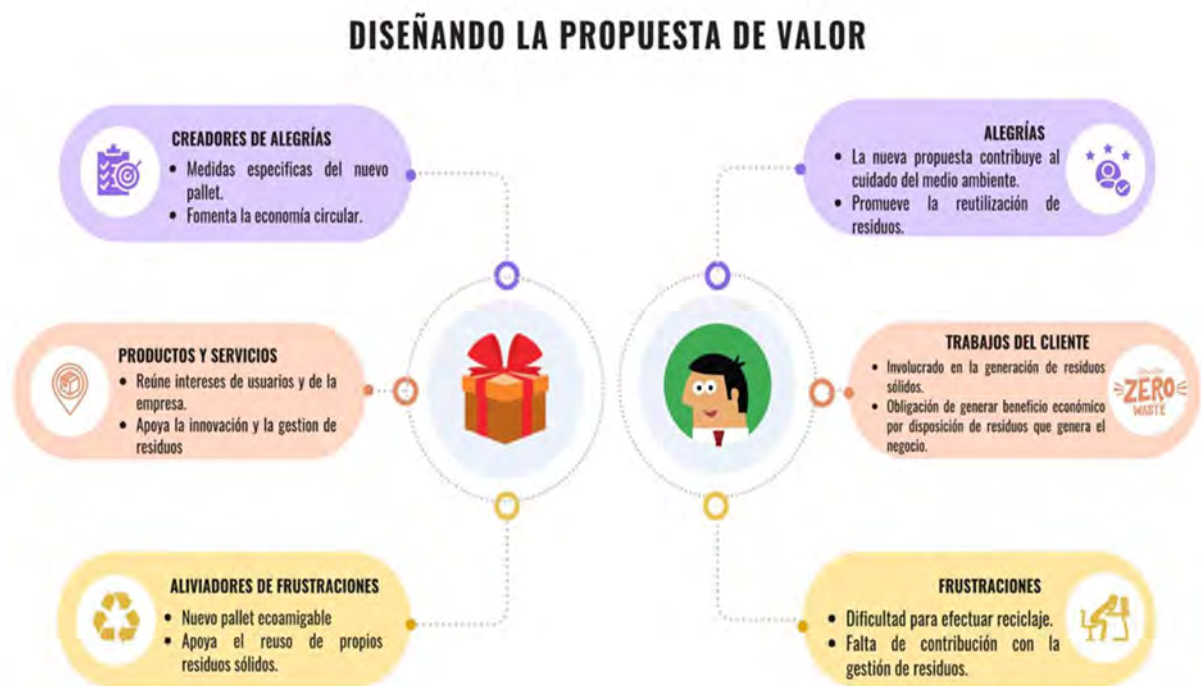 DISEÑANDO LA PROPUESTA DE VALOR
CREADORES DE ALEGRÍAS
• Medidas especificas del nuevo
pallet.
• Fomenta la economía circular.
ALEGRÍAS
• La nueva propuesta contribuye al
cuidado del medio ambiente.
• Promueve la reutilización de
residuos.
PRODUCTOS Y SERVICIOS
• Reúne intereses de usuarios y de la
empresa.
• Apoya la innovación y la gestion de
residuos
TRABAJOS DEL CLIENTE
• Involucrado en la generación de residuos
sólidos.
• Obligación de generar beneficio económico
por disposición de residuos que genera el
negocio.
ZERO
WASTE
ALIVIADORES DE FRUSTRACIONES
• Nuevo pallet ecoamigable
• Apoya el reuso de propios
residuos sólidos.
FRUSTRACIONES
• Dificultad para efectuar reciclaje.
• Falta de contribución con la
gestión de residuos.